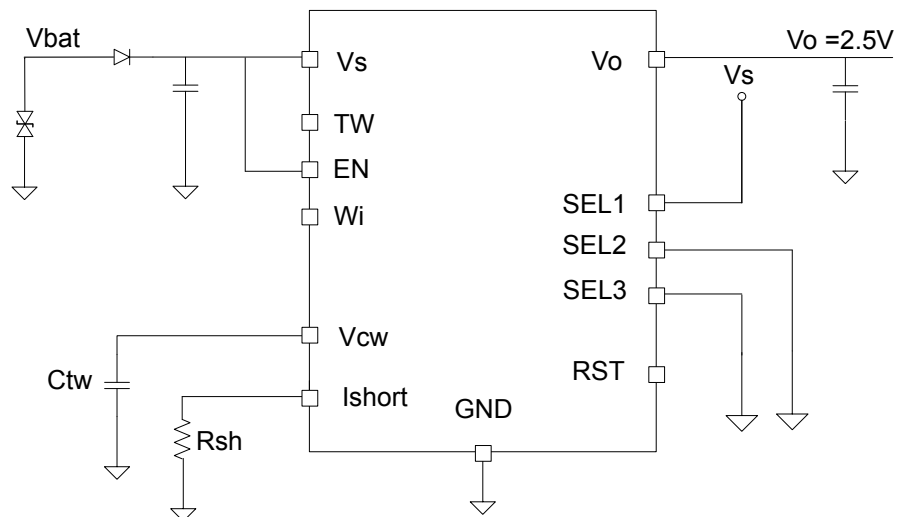 Vbat
Vo =2.5V
Vs
Vo
Vs
TW
EN
SEL1
Wi
SEL2
SEL3
Vcw
Ctw
RST
Ishort
GND
Rsh